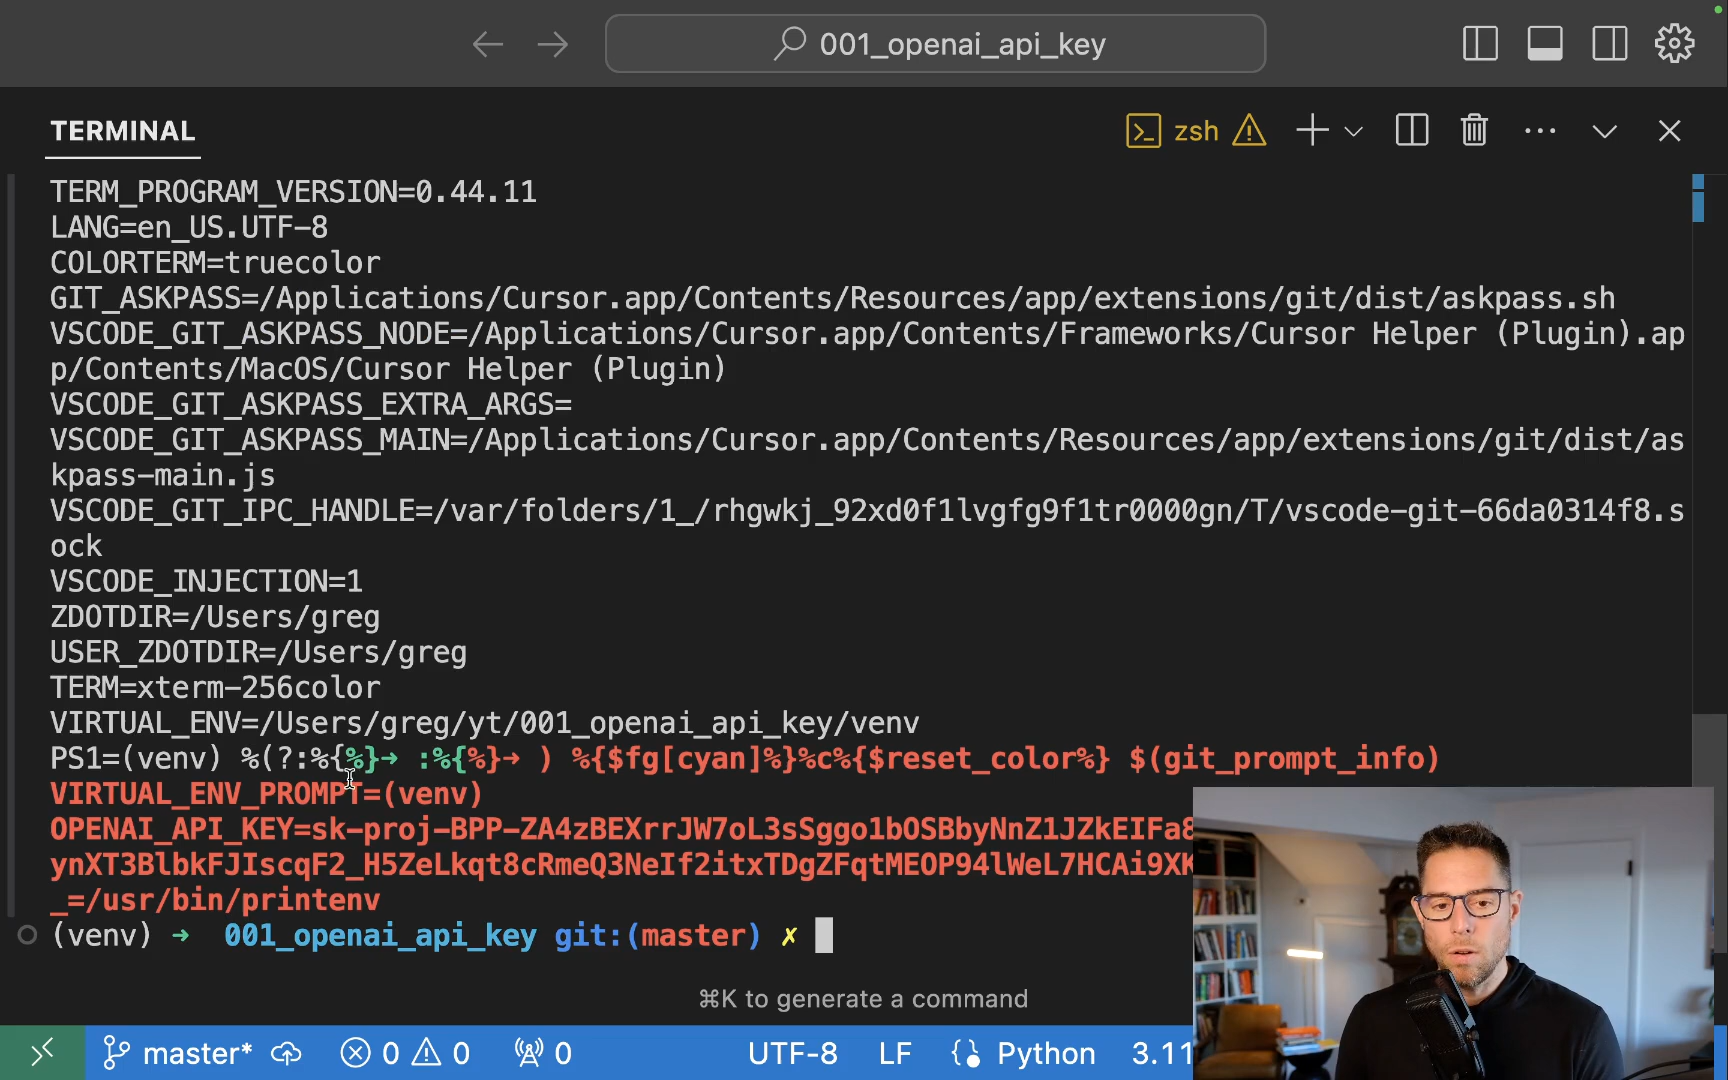 001_openai_api_key
TERMINAL
zsh
TERM_PROGRAM_VERSION=0.44.11
LANG=en_US.UTF-8
COLORTERM=truecolor
GIT_ASKPASS=/Applications/Cursor.app/Contents/Resources/app/extensions/git/dist/askpass.sh
VSCODE_GIT_ASKPASS_NODE=/Applications/Cursor.app/Contents/Frameworks/Cursor Helper (Plugin).ap
p/Contents/MacOS/Cursor Helper (Plugin)
VSCODE_GIT_ASKPASS_EXTRA_ARGS=
VSCODE_GIT_ASKPASS_MAIN=/Applications/Cursor.app/Contents/Resources/app/extensions/git/dist/as
kpass-main.js
VSCODE_GIT_IPC_HANDLE=/var/folders/1_/rhgwkj_92xd0f1lvgfg9f1tr0000gn/T/vscode-git-66da0314f8.s
ock
VSCODE_INJECTION=1
ZDOTDIR=/Users/greg
USER_ZDOTDIR=/Users/greg
TERM=xterm-256color
VIRTUAL_ENV=/Users/greg/yt/001_openai_api_key/venv
PS1=(venv) %(?:%{%}➜ :%{%}➜ ) %{$fg[cyan]%}%c%{$reset_color%} $(git_prompt_info)
VIRTUAL_ENV_PROMPT=(venv)
OPENAI_API_KEY=sk-proj-BPP-ZA4zBEXrrJW7oL3sSggo1bOSBbyNnZ1JZkEIFa8
ynXT3BlbkFJIscqF2_H5ZeLkqt8cRmeQ3NeIf2itxTDgZFqtMEOP94lWeL7HCAi9XK
_=/usr/bin/printenv
(venv) ➜ 001_openai_api_key git:(master) ✗
⌘K to generate a command
master* 0 0 0 UTF-8 LF Python 3.11